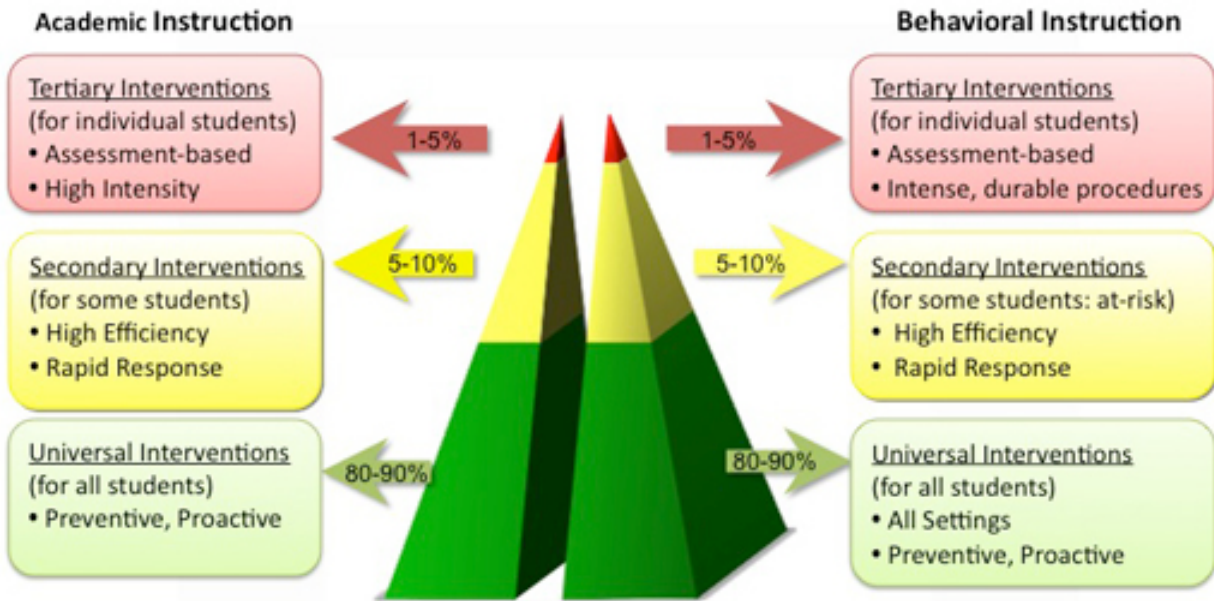 Academic Instruction
Tertiary Interventions
(for individual students)
• Assessment-based
• High Intensity
1-5%
Secondary Interventions
(for some students)
• High Efficiency
• Rapid Response
5-10%
Universal Interventions
(for all students)
• Preventive, Proactive
80-90%
Behavioral Instruction
1-5%
Tertiary Interventions
(for individual students)
• Assessment-based
• Intense, durable procedures
5-10%
Secondary Interventions
(for some students: at-risk)
• High Efficiency
• Rapid Response
80-90%
Universal Interventions
(for all students)
• All Settings
• Preventive, Proactive